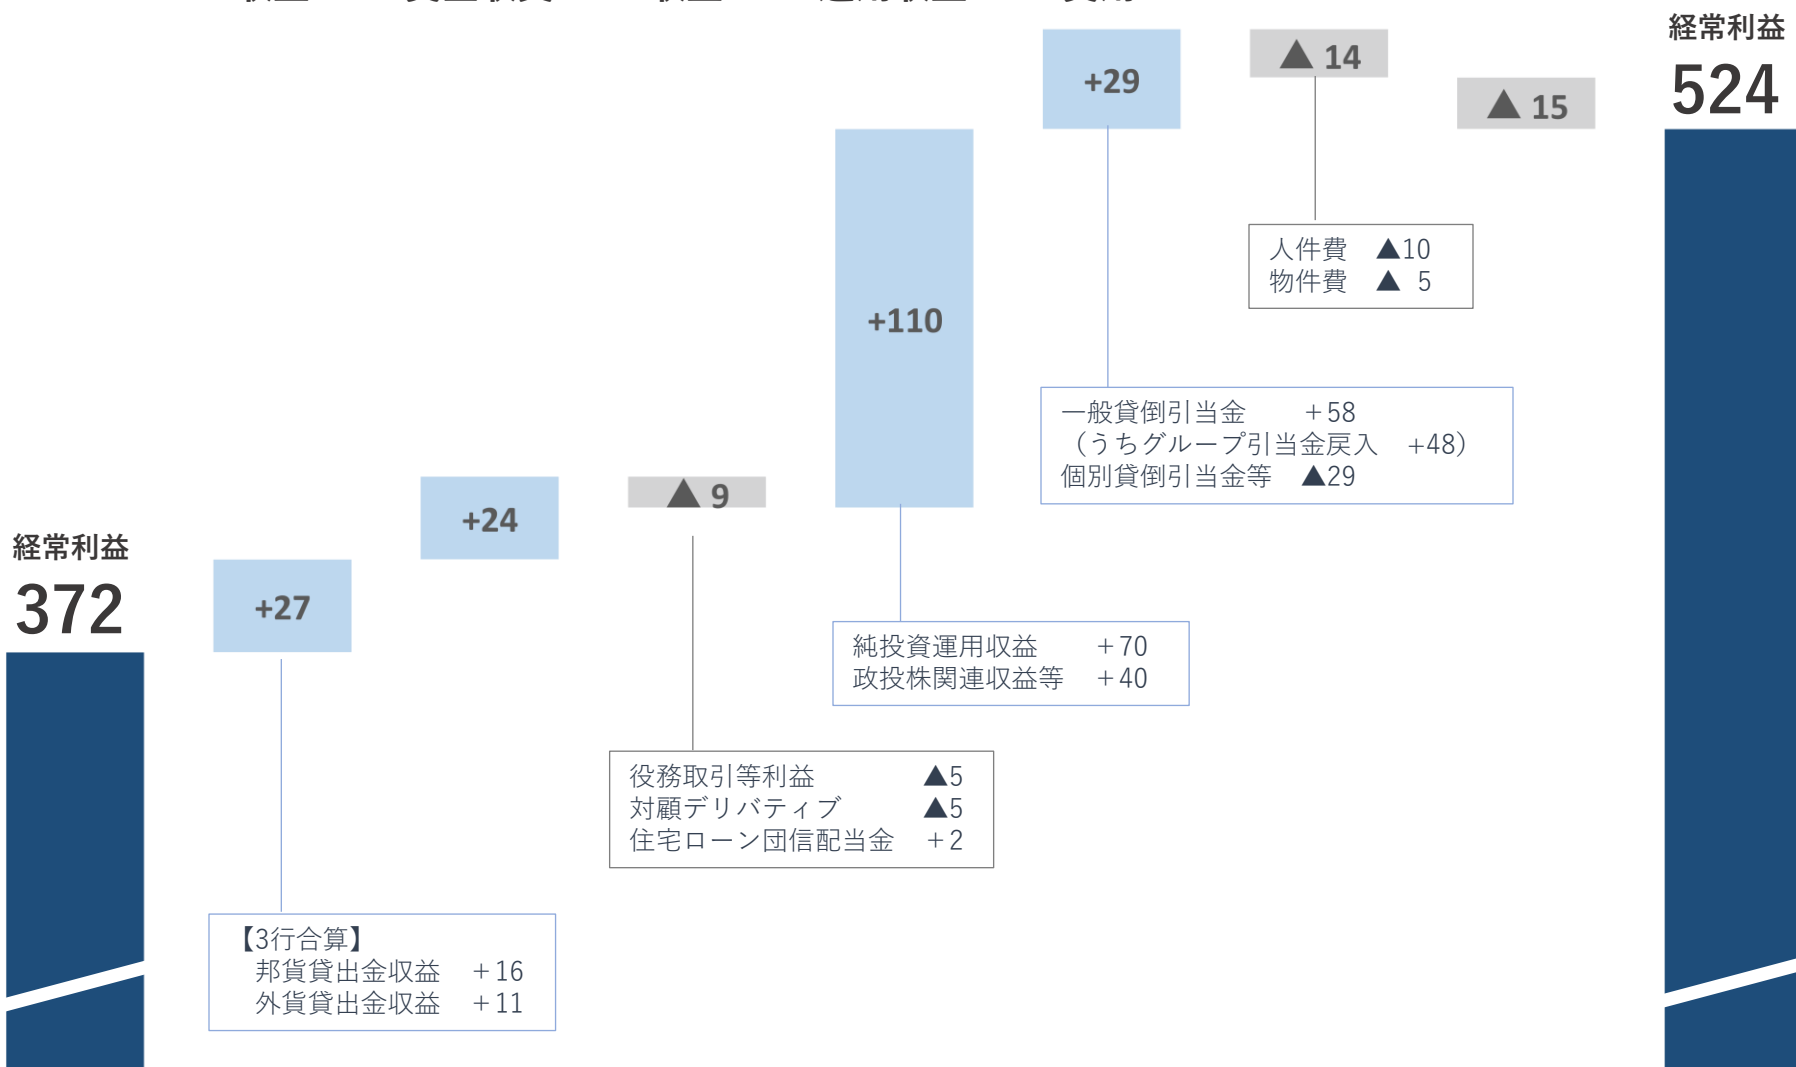 経常利益
372
+27
+24
▲ 9
+110
+29
▲ 14
▲ 15
経常利益
524
人件費 ▲10
物件費 ▲ 5
一般貸倒引当金 +58
（うちグループ引当金戻入 +48）
個別貸倒引当金等 ▲29
純投資運用収益 +70
政投株関連収益等 +40
役務取引等利益 ▲5
対顧デリバティブ ▲5
住宅ローン団信配当金 +2
【3行合算】
邦貨貸出金収益 +16
外貨貸出金収益 +11